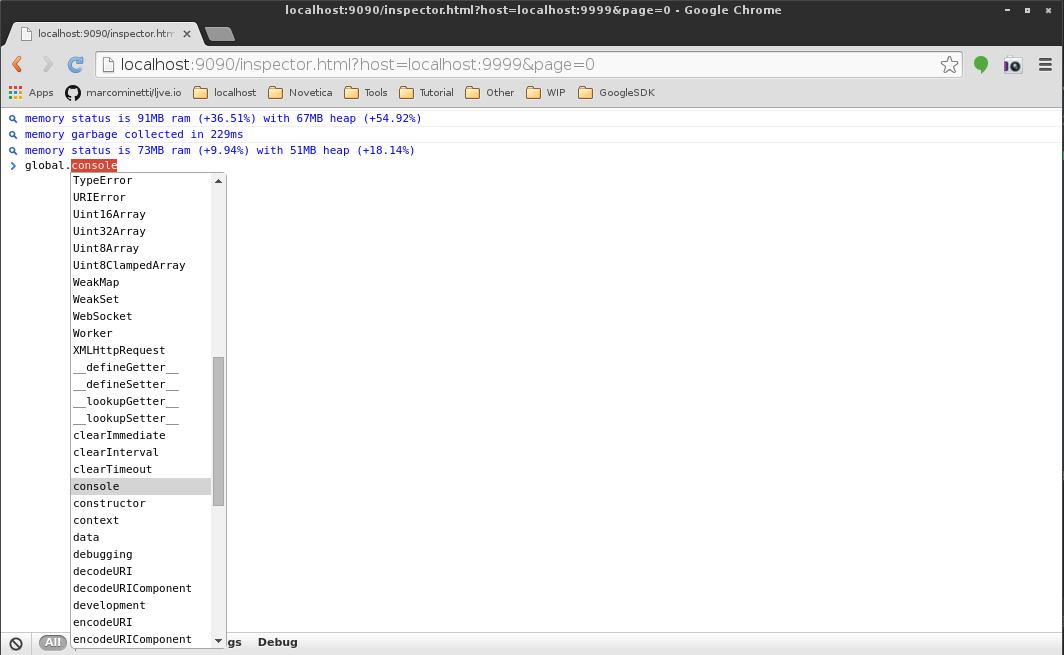 localhost:9090/inspector.html?host=localhost:9999&page=0 - Google Chrome
localhost:9090/inspector.htm
localhost:9090/inspector.html?host=localhost:9999&page=0
Apps marcominetti/ljve.io localhost Novetica Tools Tutorial Other WIP GoogleSDK
memory status is 91MB ram (+36.51%) with 67MB heap (+54.92%)
memory garbage collected in 229ms
memory status is 73MB ram (+9.94%) with 51MB heap (+18.14%)
global.console
TypeError
URIError
Uint16Array
Uint32Array
Uint8Array
Uint8ClampedArray
WeakMap
WeakSet
WebSocket
Worker
XMLHttpRequest
__defineGetter__
__defineSetter__
__lookupGetter__
__lookupSetter__
clearImmediate
clearInterval
clearTimeout
console
constructor
context
data
debugging
decodeURI
decodeURIComponent
development
encodeURI
encodeURIComponent
All gs Debug